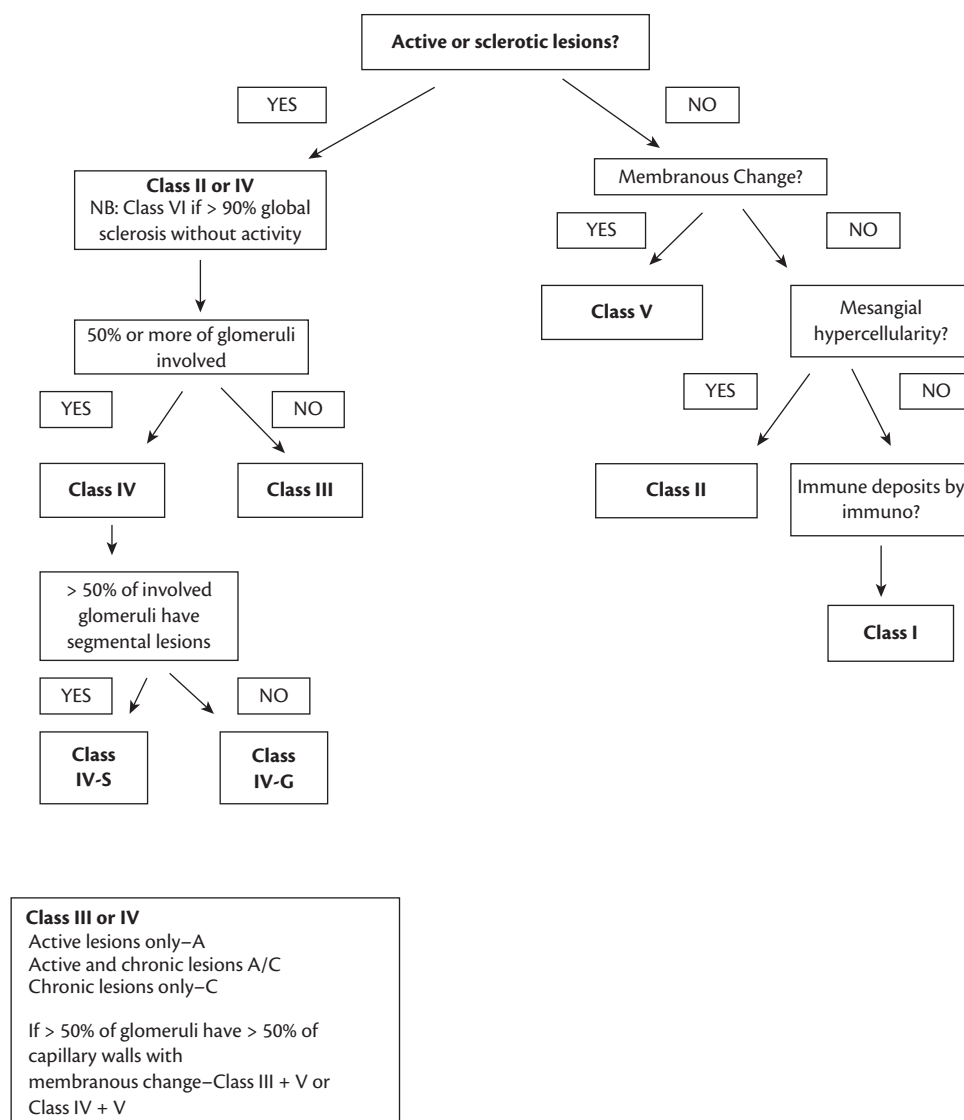 Active or sclerotic lesions?
YES
NO
Class II or IV
NB: Class VI if > 90% global
sclerosis without activity
Membranous Change?
YES
NO
50% or more of glomeruli
involved
Class V
Mesangial
hypercellularity?
YES
NO
YES
NO
Class IV
Class III
Class II
Immune deposits by
immuno?
> 50% of involved
glomeruli have
segmental lesions
Class I
YES
NO
Class
IV-S
Class
IV-G
Class III or IV
Active lesions only–A
Active and chronic lesions A/C
Chronic lesions only–C
If > 50% of glomeruli have > 50% of
capillary walls with
membranous change–Class III + V or
Class IV + V